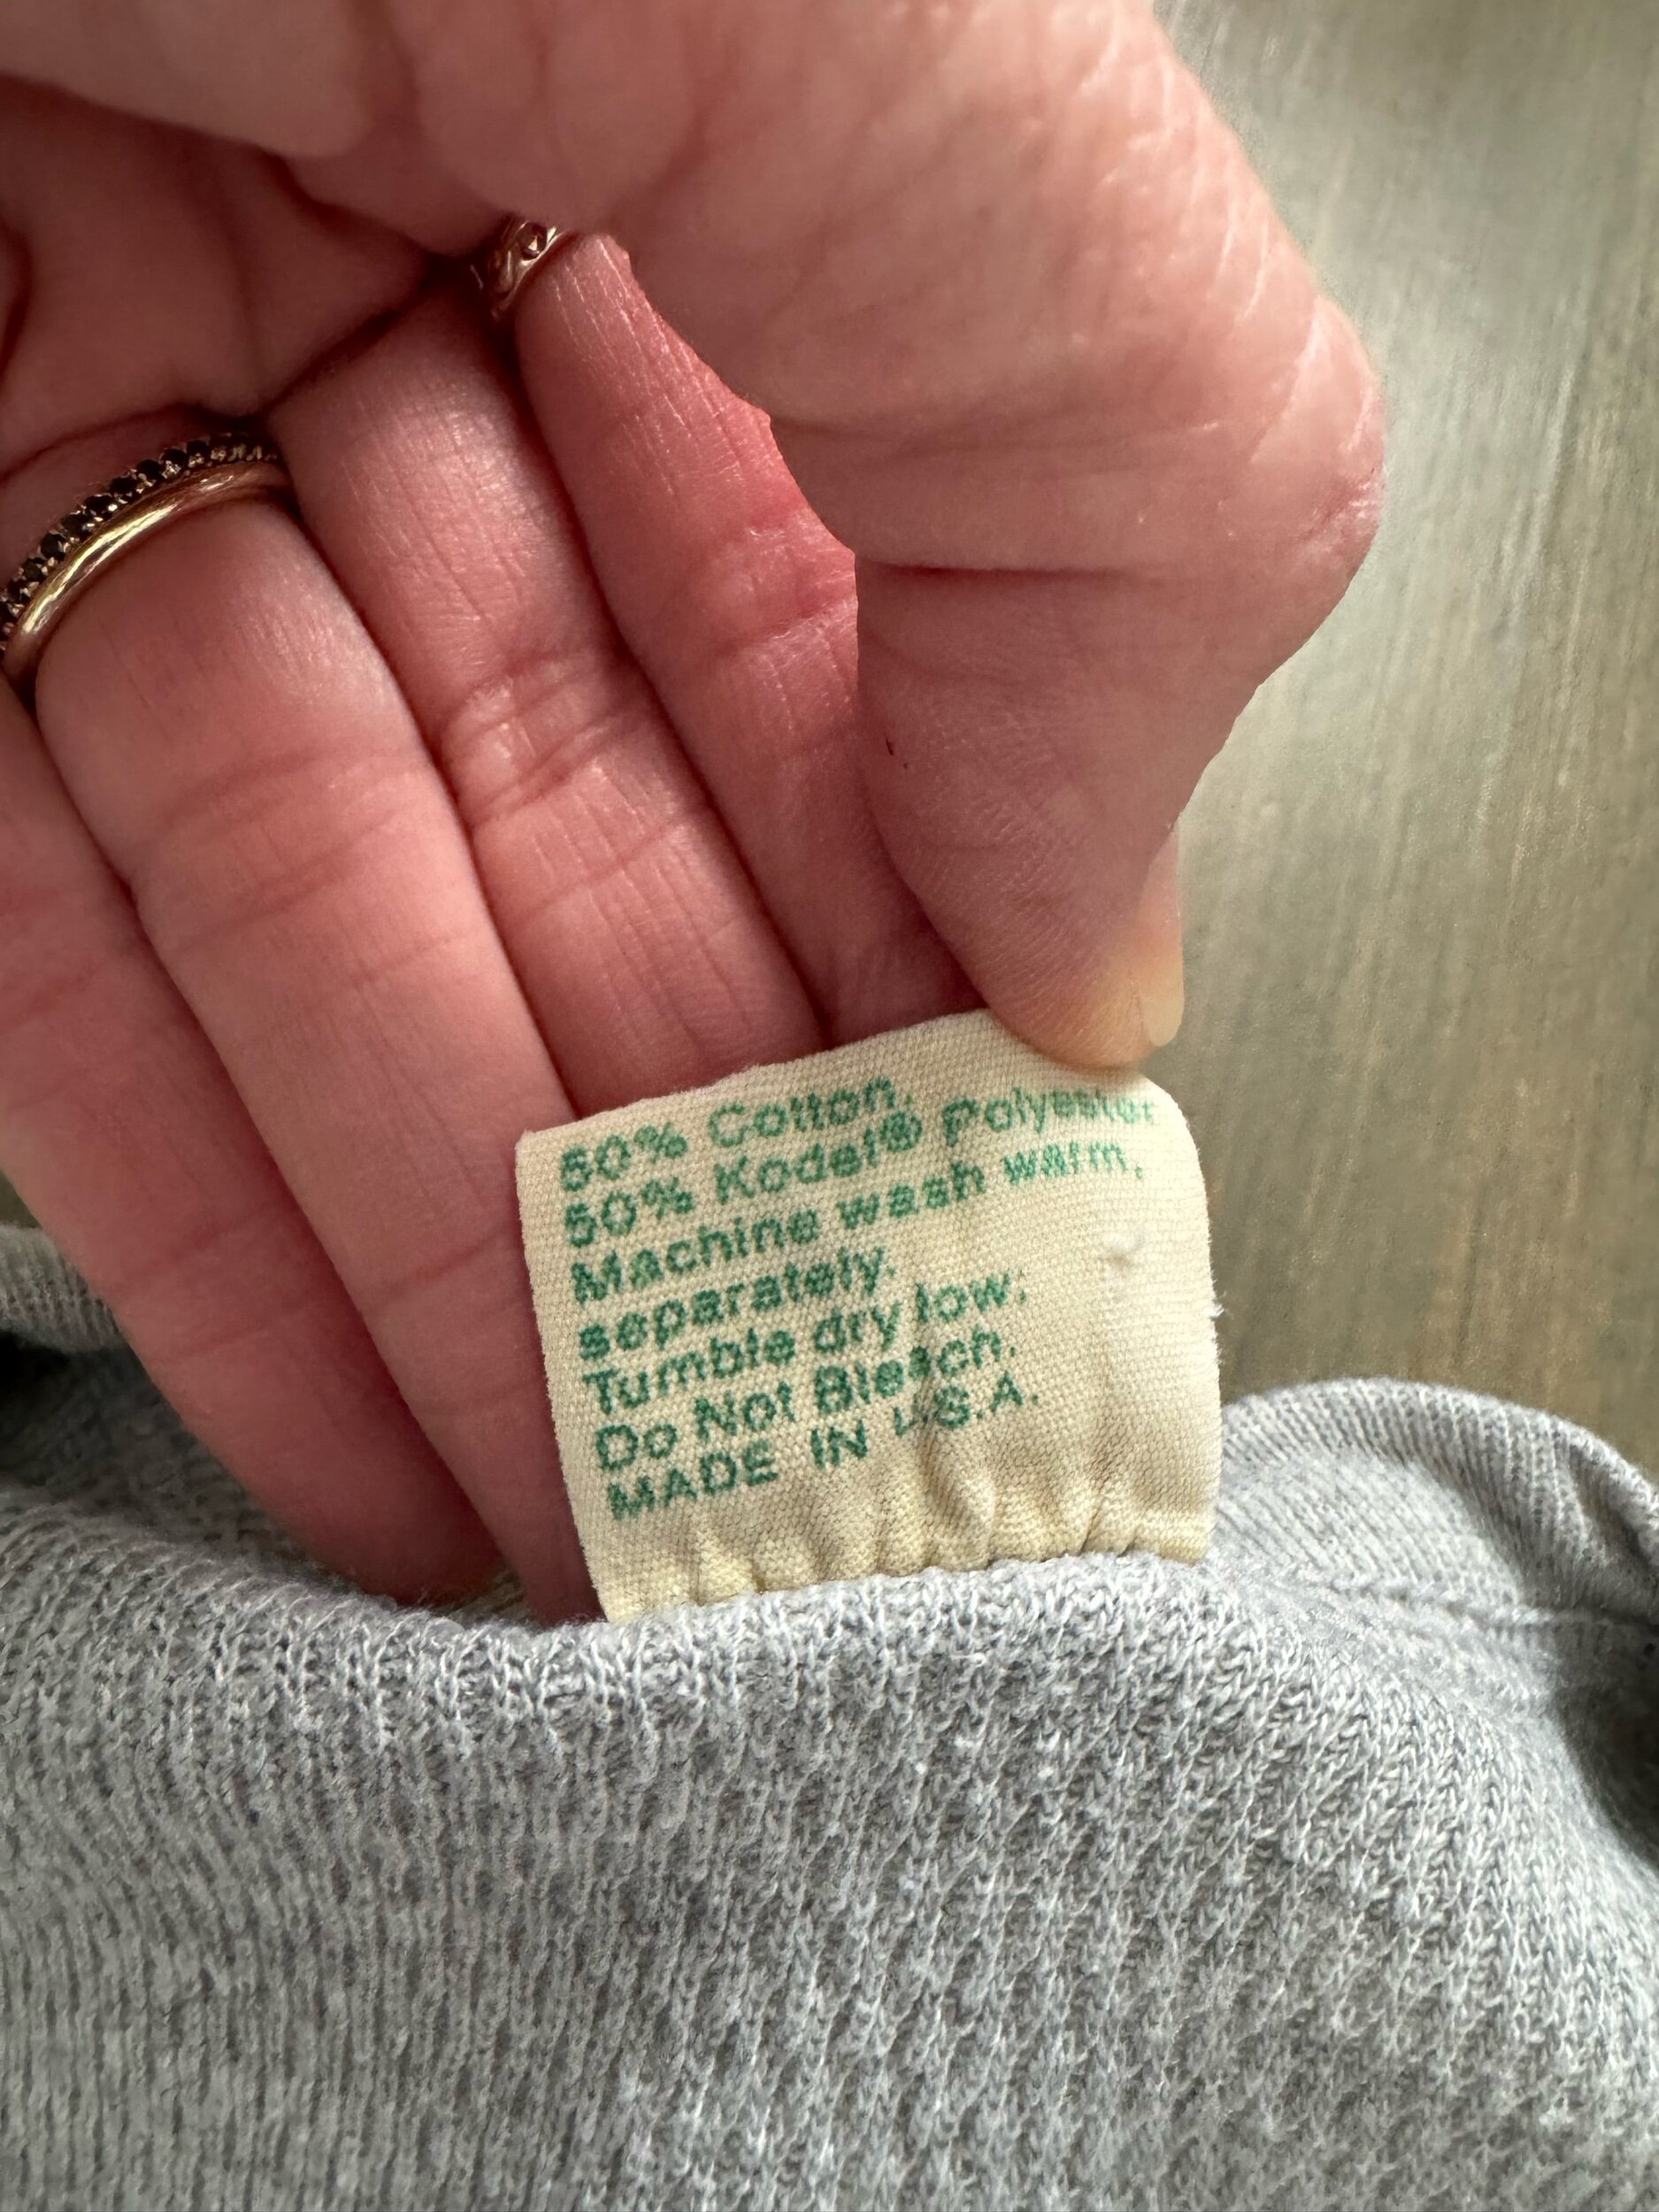 50% Cotton,
50% Kodel® Polyester
Machine wash warm,
separately.
Tumble dry low.
Do Not Bleach.
MADE IN U.S.A.